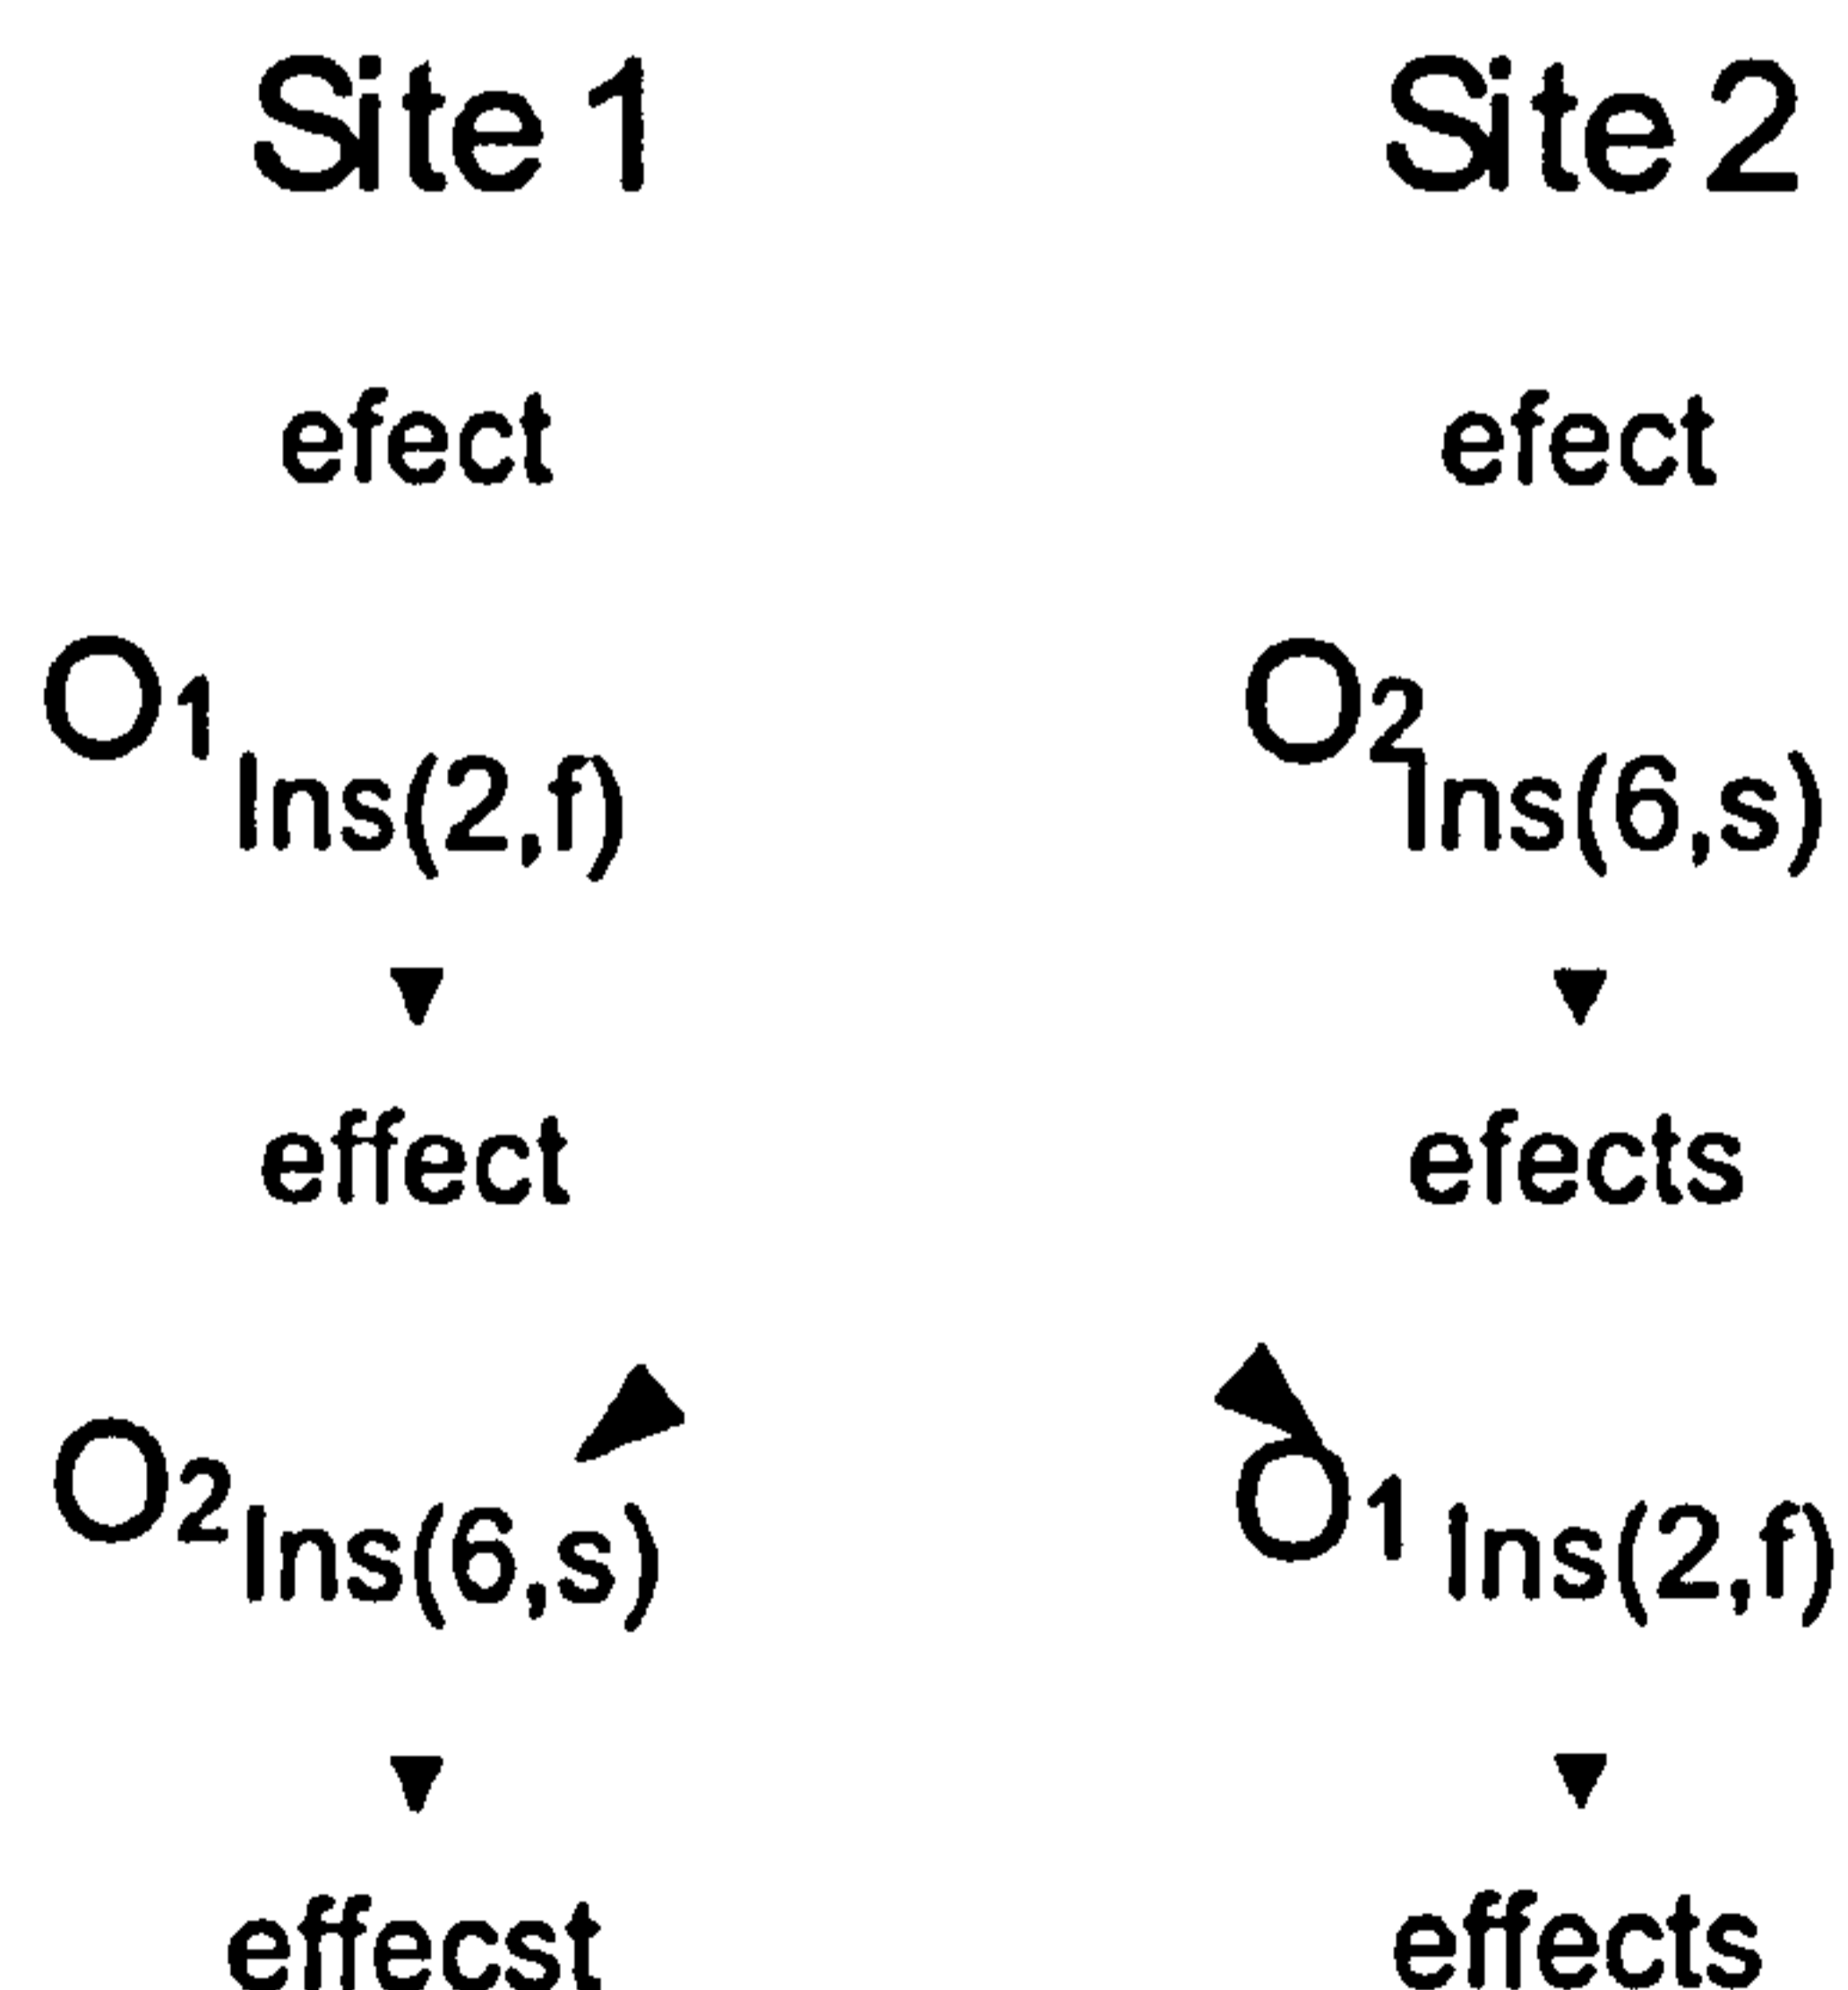 Site 1 Site 2
efect efect
O1 Ins(2,f) O2 Ins(6,s)
effect efects
O2 Ins(6,s) O1 Ins(2,f)
effecst effects